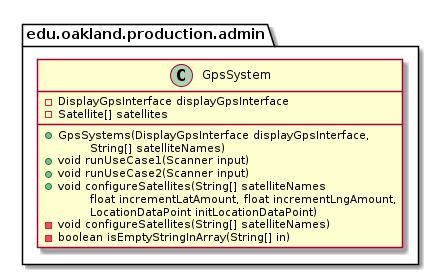 edu.oakland.production.admin
C GpsSystem
DisplayGpsInterface displayGpsInterface
Satellite[] satellites
GpsSystems(DisplayGpsInterface displayGpsInterface,
String[] satelliteNames)
void runUseCase1(Scanner input)
void runUseCase2(Scanner input)
void configureSatellites(String[] satelliteNames
float incrementLatAmount, float incrementLngAmount,
LocationDataPoint initLocationDataPoint)
void configureSatellites(String[] satelliteNames)
boolean isEmptyStringInArray(String[] in)